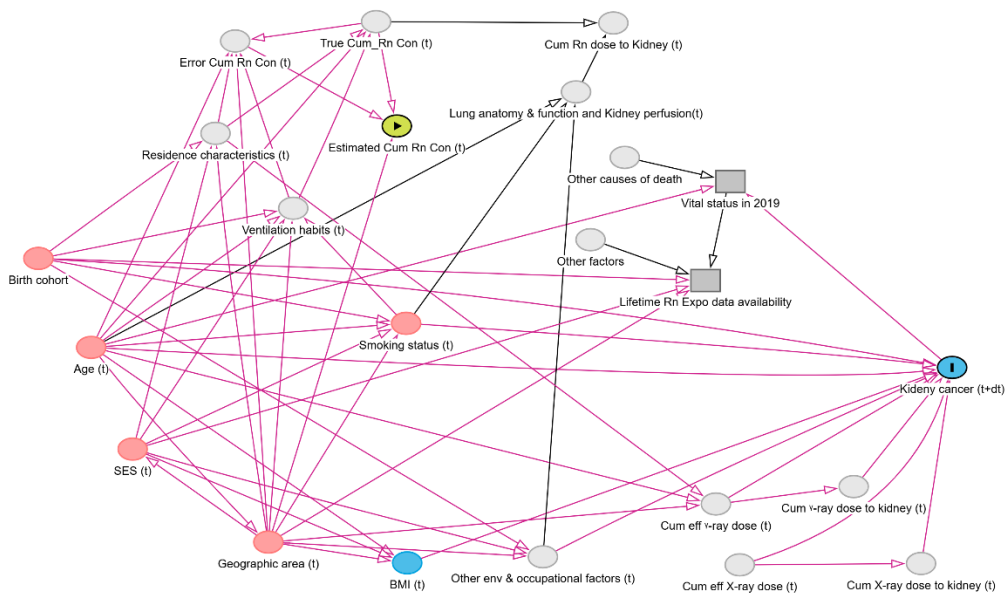 True Cum_Rn Con (t)
Cum Rn dose to Kidney (t)
Error Cum Rn Con (t)
Lung anatomy & function and Kidney perfusion(t)
Estimated Cum Rn Con (t)
Residence characteristics (t)
Other causes of death
Vital status in 2019
Ventilation habits (t)
Other factors
Birth cohort
Lifetime Rn Expo data availability
Smoking status (t)
Age (t)
Kideny cancer (t+dt)
SES (t)
Cum γ-ray dose to kidney (t)
Cum eff γ-ray dose (t)
Geographic area (t)
BMI (t)
Other env & occupational factors (t)
Cum eff X-ray dose (t)
Cum X-ray dose to kidney (t)